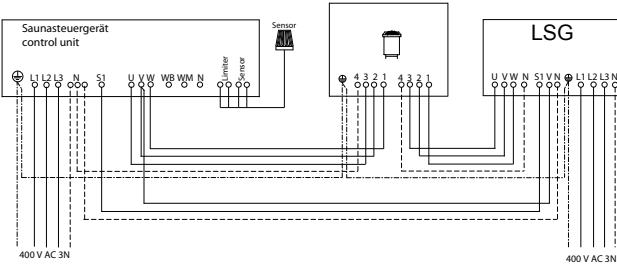 Saunasteuergerät
control unit
Sensor
LSG
L1 L2 L3 N S1 U V W WB WM N Limiter Sensor
4 3 2 1 4 3 2 1
U V W N S1 V N L1 L2 L3 N
400 V AC 3N
400 V AC 3N